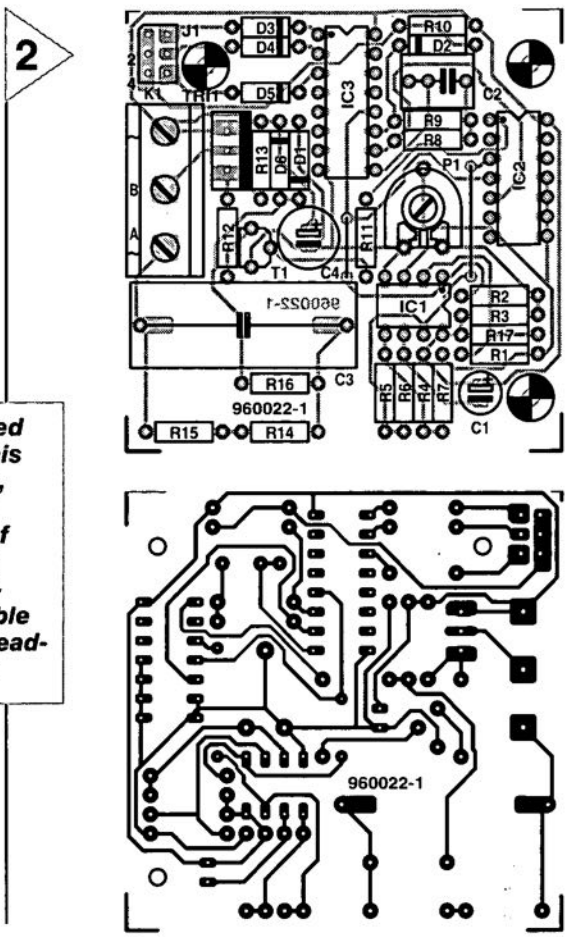 2
J1
D3
D4
R10
D2
2
4
K1
TRI1
D5
IC3
C2
R9
R8
R13
D6
D1
P1
IC2
B
A
R12
T1
C4
R11
960022-1
IC1
R2
R3
R17
R1
R16
C3
960022-1
R5
R6
R4
R7
C1
R15
R14
ed
is
,
f
ble
ead-
960022-1